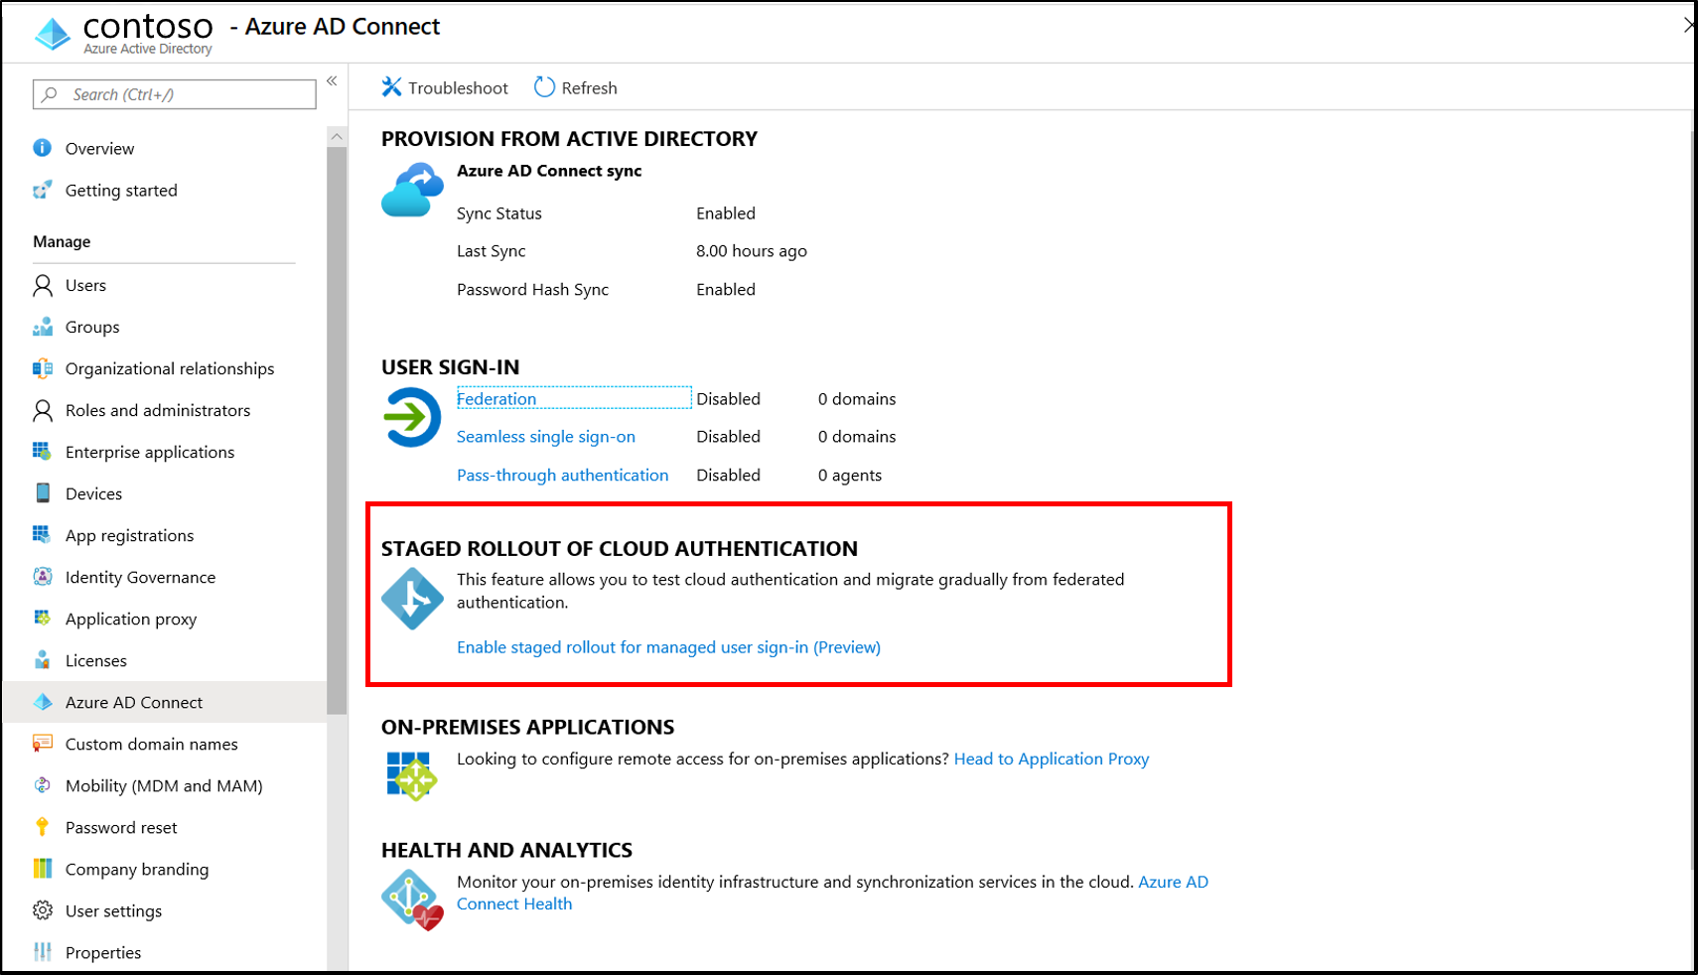 contoso - Azure AD Connect
Azure Active Directory
Search (Ctrl+/)
«
Overview
Getting started
Manage
Users
Groups
Organizational relationships
Roles and administrators
Enterprise applications
Devices
App registrations
Identity Governance
Application proxy
Licenses
Azure AD Connect
Custom domain names
Mobility (MDM and MAM)
Password reset
Company branding
User settings
Properties
Troubleshoot Refresh
PROVISION FROM ACTIVE DIRECTORY
Azure AD Connect sync
Sync Status Enabled
Last Sync 8.00 hours ago
Password Hash Sync Enabled
USER SIGN-IN
Federation Disabled 0 domains
Seamless single sign-on Disabled 0 domains
Pass-through authentication Disabled 0 agents
STAGED ROLLOUT OF CLOUD AUTHENTICATION
This feature allows you to test cloud authentication and migrate gradually from federated
authentication.
Enable staged rollout for managed user sign-in (Preview)
ON-PREMISES APPLICATIONS
Looking to configure remote access for on-premises applications? Head to Application Proxy
HEALTH AND ANALYTICS
Monitor your on-premises identity infrastructure and synchronization services in the cloud. Azure AD
Connect Health